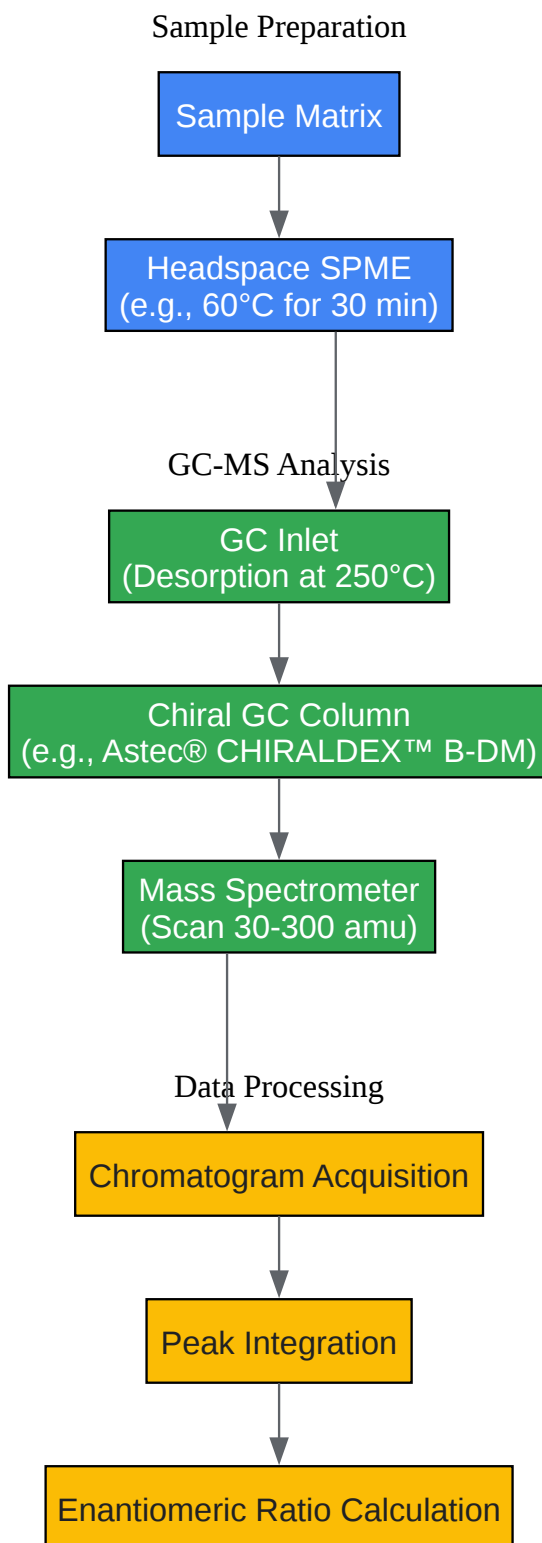 Sample Preparation
Sample Matrix
Headspace SPME
(e.g., 60°C for 30 min)
GC-MS Analysis
GC Inlet
(Desorption at 250°C)
Chiral GC Column
(e.g., Astec® CHIRALDEX™ B-DM)
Mass Spectrometer
(Scan 30-300 amu)
Data Processing
Chromatogram Acquisition
Peak Integration
Enantiomeric Ratio Calculation